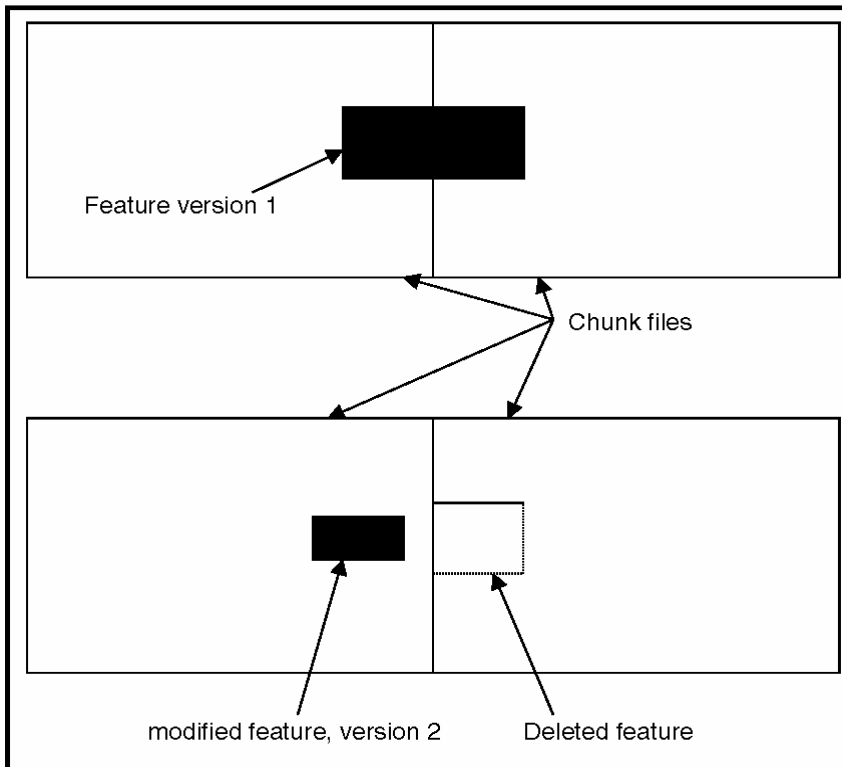 Feature version 1
Chunk files
modified feature, version 2
Deleted feature